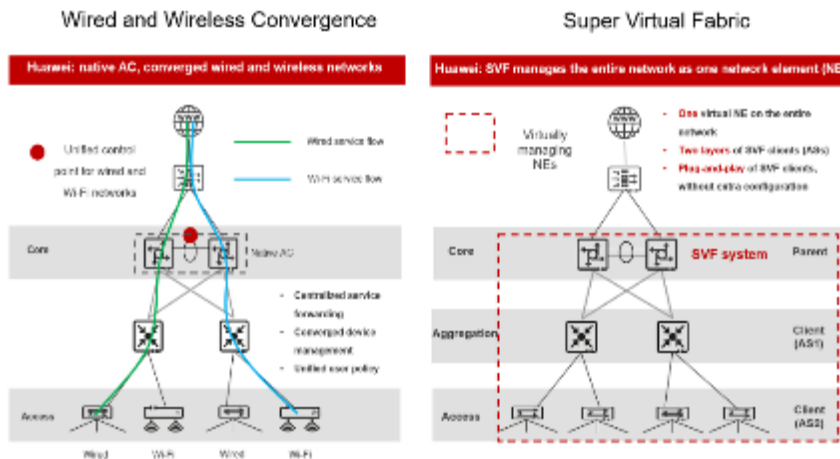 Wired and Wireless Convergence
Huawei: native AC, converged wired and wireless networks
WWW
Unified control
point for wired and
Wi-Fi networks
Wired service flow
Wi-Fi service flow
Core
Native AC
- Centralized service
forwarding
- Converged device
management
- Unified user policy
Access
Wired
Wi-Fi
Wired
Wi-Fi
Super Virtual Fabric
Huawei: SVF manages the entire network as one network element (NE
WWW
Virtually
managing
NEs
- One virtual NE on the entire
network
- Two layers of SVF clients (ASs)
- Plug-and-play of SVF clients,
without extra configuration
Core
SVF system
Parent
Aggregation
Client
(AS1)
Access
Client
(AS2)